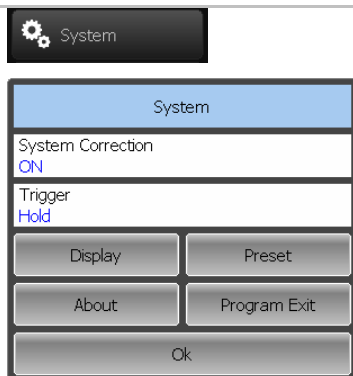 System
System
System Correction
ON
Trigger
Hold
Display Preset
About Program Exit
Ok